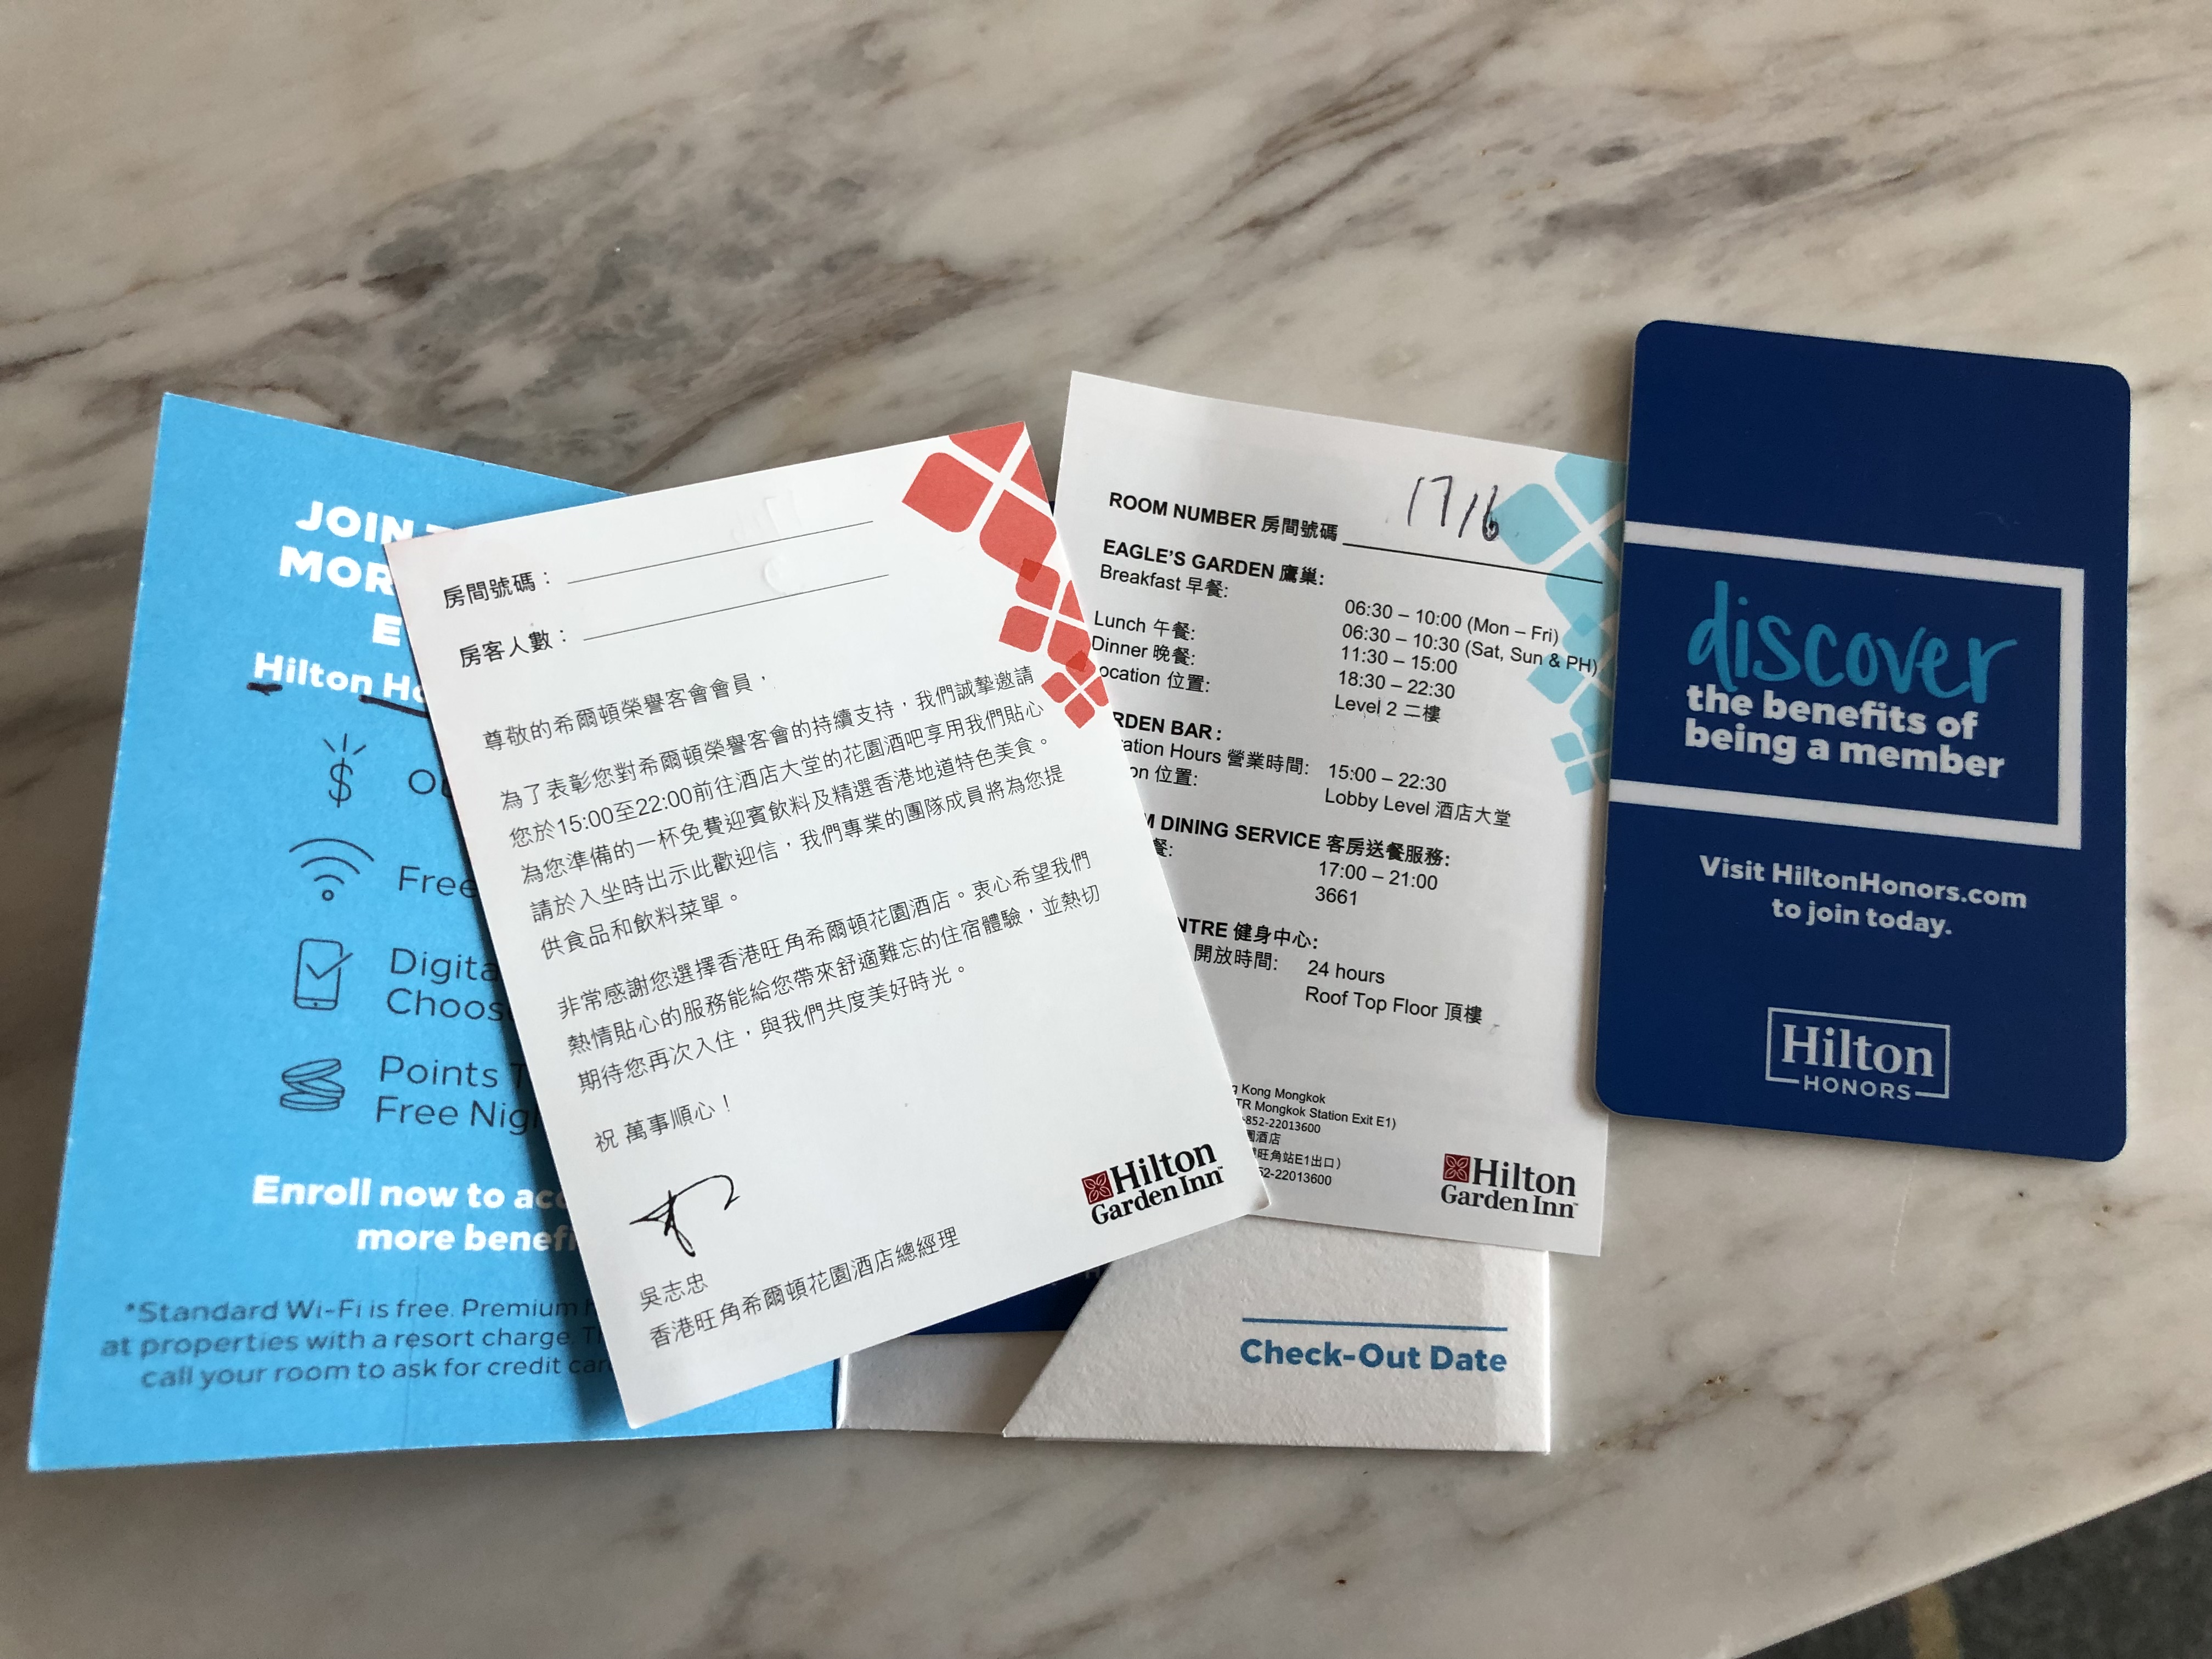 JOIN
MOR
E
Hilton Ho
Free
Digita
Choos
Points T
Free Nig
Enroll now to acc
more benefi
*Standard Wi-Fi is free. Premium
at properties with a resort charge. T
call your room to ask for credit car
房間號碼：
房客人數：
尊敬的希爾頓榮譽客會會員，
為了表彰您對希爾頓榮譽客會的持續支持，我們誠摯邀請
您於15:00至22:00前往酒店大堂的花園酒吧享用我們貼心
為您準備的一杯免費迎賓飲料及精選香港地道特色美食。
請於入坐時出示此歡迎信，我們專業的團隊成員將為您提
供食品和飲料菜單。
非常感謝您選擇香港旺角希爾頓花園酒店。衷心希望我們
熱情貼心的服務能給您帶來舒適難忘的住宿體驗，並熱切
期待您再次入住，與我們共度美好時光。
祝 萬事順心！
吳志忠
香港旺角希爾頓花園酒店總經理
Hilton
Garden Inn™
ROOM NUMBER 房間號碼 1716
EAGLE'S GARDEN 鷹巢:
Breakfast 早餐:
06:30 – 10:00 (Mon – Fri)
06:30 – 10:30 (Sat, Sun & PH)
Lunch 午餐: 11:30 – 15:00
Dinner 晚餐: 18:30 – 22:30
ocation 位置: Level 2 二樓
RDEN BAR:
ration Hours 營業時間: 15:00 – 22:30
on 位置: Lobby Level 酒店大堂
M DINING SERVICE 客房送餐服務:
餐: 17:00 – 21:00
3661
NTRE 健身中心:
開放時間: 24 hours
Roof Top Floor 頂樓
g Kong Mongkok
TR Mongkok Station Exit E1)
-852-22013600
園酒店
旺角站E1出口）
52-22013600
Hilton
Garden Inn™
Check-Out Date
discover
the benefits of
being a member
Visit HiltonHonors.com
to join today.
Hilton
HONORS